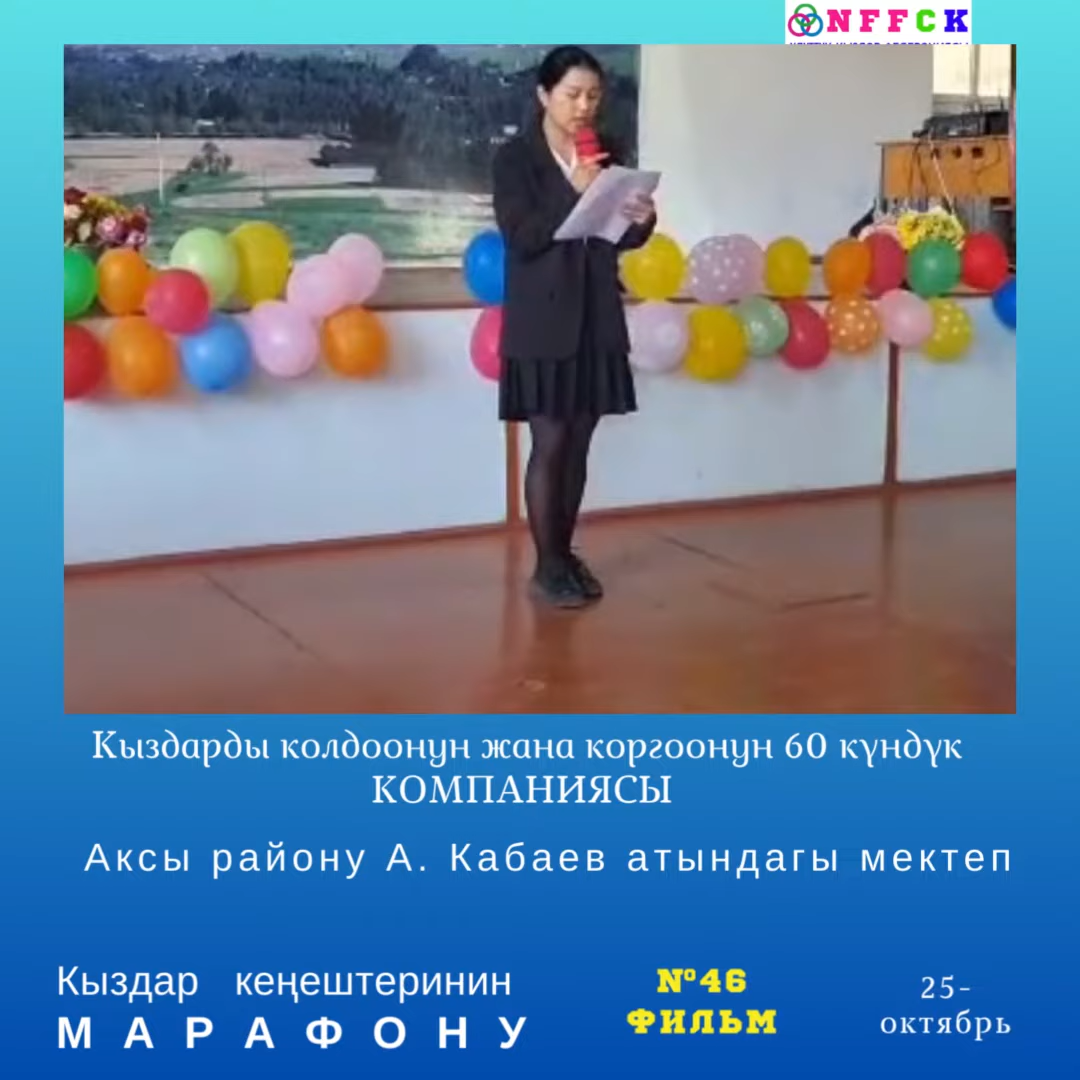 NFFCK
Кыздарды колдоонун жана коргоонун 60 күндүк
КОМПАНИЯСЫ
Аксы району А. Кабаев атындагы мектеп
Кыздар кеңештеринин
МАРАФОНУ
№46
ФИЛЬМ
25-
октябрь